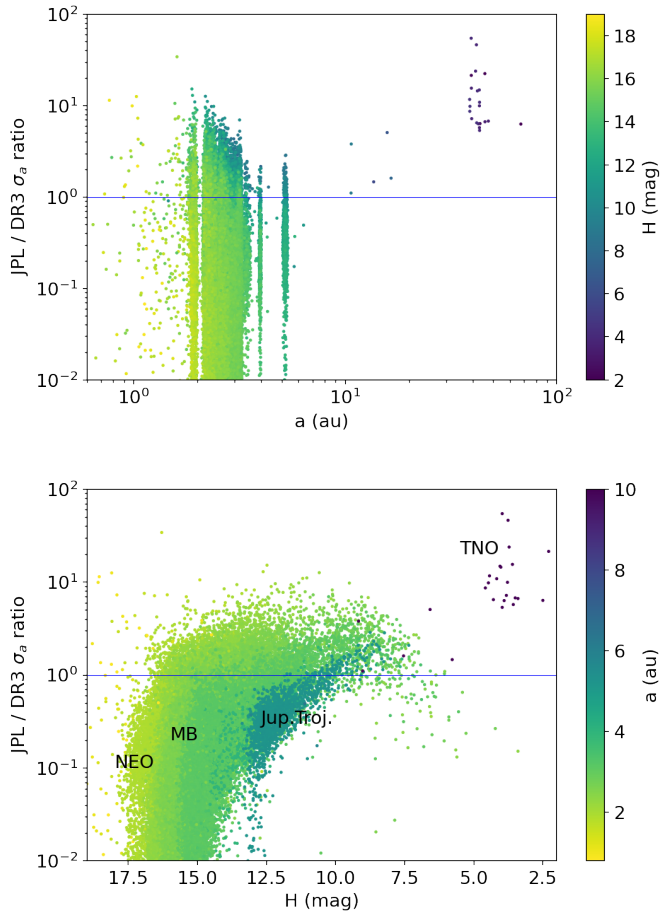 10²
10¹
10⁰
10⁻¹
10⁻²
JPL / DR3 σₐ ratio
10⁰
10¹
10²
a (au)
18
16
14
12
10
8
6
4
2
H (mag)
10²
10¹
10⁰
10⁻¹
10⁻²
JPL / DR3 σₐ ratio
TNO
Jup.Troj.
MB
NEO
17.5 15.0 12.5 10.0 7.5 5.0 2.5
H (mag)
10
8
6
4
2
a (au)